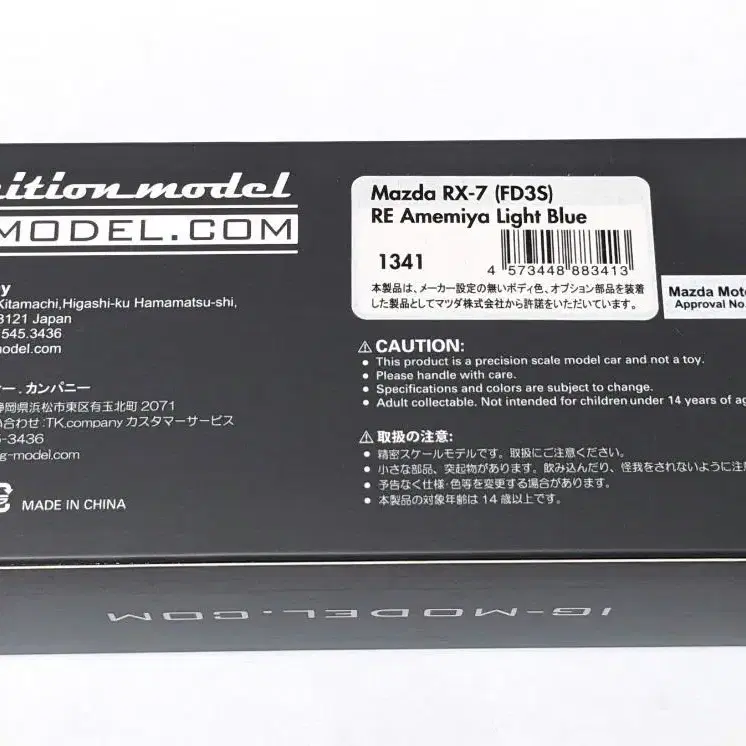 ition model
MODEL.COM
Kitamachi,Higashi-ku Hamamatsu-shi,
3121 Japan
545.3436
odel.com
ー.カンパニー
静岡県浜松市東区有玉北町 2071
い合わせ:TK.company カスタマーサービス
5-3436
g-model.com
MADE IN CHINA
Mazda RX-7 (FD3S)
RE Amemiya Light Blue
1341
4 573448 883413
本製品は、メーカー設定の無いボディ色、オプション部品を装着
した製品としてマツダ株式会社から許諾をいただいています。
Mazda Moto
Approval No.
⚠ CAUTION:
• This product is a precision scale model car and not a toy.
• Please handle with care.
• Specifications and colors are subject to change.
• Adult collectable. Not intended for children under 14 years of ag
⚠ 取扱の注意:
• 精密スケールモデルです。取扱にご注意ください。
• 小さな部品、突起物があります。飲み込んだり、怪我をされないように注
• 予告なく仕様・色等を変更する場合があります。
• 本製品の対象年齢は 14 歳以上です。
IG-MODEL.COM